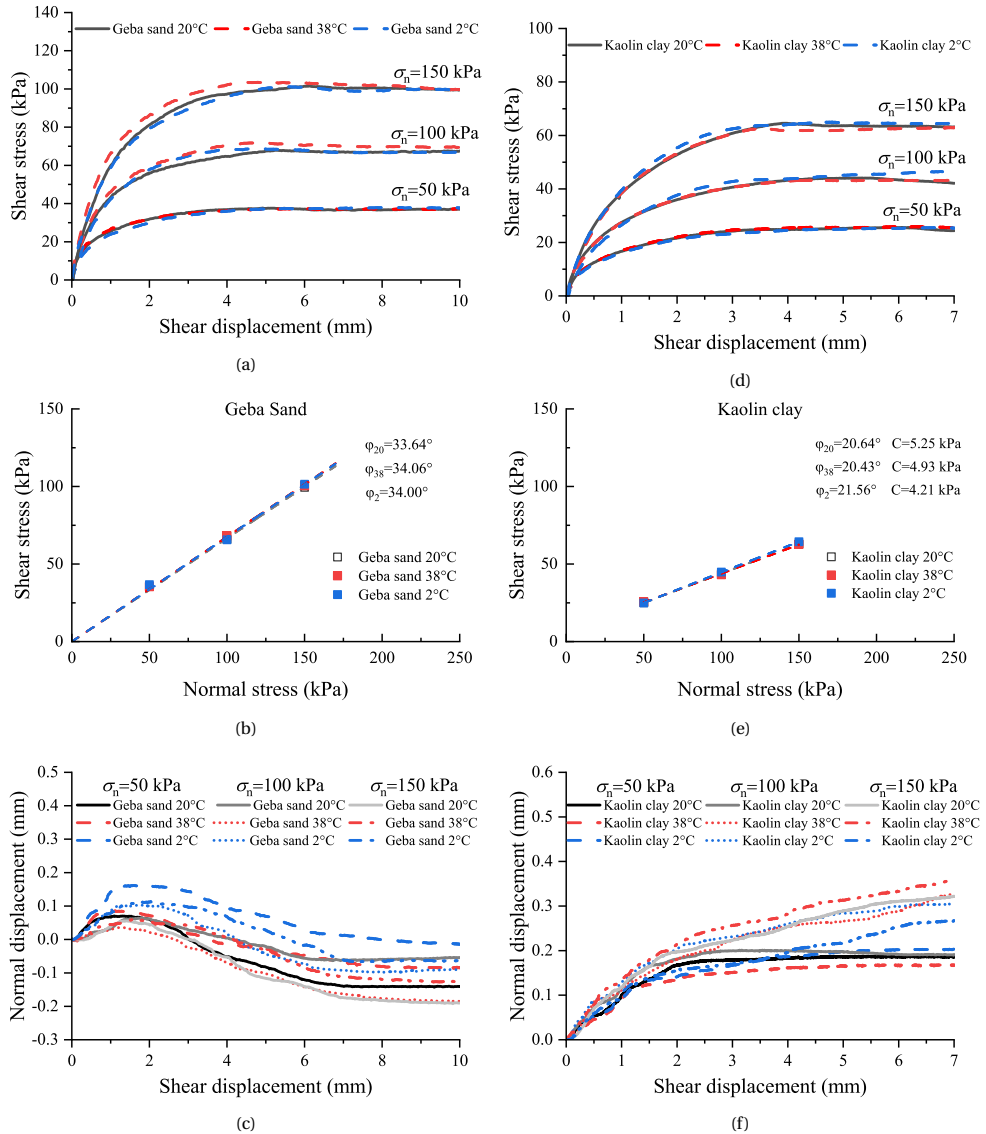 140
120
100
80
60
40
20
0
Shear stress (kPa)
Geba sand 20°C Geba sand 38°C Geba sand 2°C
σn=150 kPa
σn=100 kPa
σn=50 kPa
0 2 4 6 8 10
Shear displacement (mm)
(a)
100
80
60
40
20
0
Shear stress (kPa)
Kaolin clay 20°C Kaolin clay 38°C Kaolin clay 2°C
σn=150 kPa
σn=100 kPa
σn=50 kPa
0 1 2 3 4 5 6 7
Shear displacement (mm)
(d)
150
100
50
0
Shear stress (kPa)
Geba Sand
φ20=33.64°
φ38=34.06°
φ2=34.00°
Geba sand 20°C
Geba sand 38°C
Geba sand 2°C
0 50 100 150 200 250
Normal stress (kPa)
(b)
150
100
50
0
Shear stress (kPa)
Kaolin clay
φ20=20.64° C=5.25 kPa
φ38=20.43° C=4.93 kPa
φ2=21.56° C=4.21 kPa
Kaolin clay 20°C
Kaolin clay 38°C
Kaolin clay 2°C
0 50 100 150 200 250
Normal stress (kPa)
(e)
0.5
0.4
0.3
0.2
0.1
0.0
-0.1
-0.2
-0.3
Normal displacement (mm)
σn=50 kPa σn=100 kPa σn=150 kPa
Geba sand 20°C Geba sand 20°C Geba sand 20°C
Geba sand 38°C Geba sand 38°C Geba sand 38°C
Geba sand 2°C Geba sand 2°C Geba sand 2°C
0 2 4 6 8 10
Shear displacement (mm)
(c)
0.6
0.5
0.4
0.3
0.2
0.1
0.0
Normal displacement (mm)
σn=50 kPa σn=100 kPa σn=150 kPa
Kaolin clay 20°C Kaolin clay 20°C Kaolin clay 20°C
Kaolin clay 38°C Kaolin clay 38°C Kaolin clay 38°C
Kaolin clay 2°C Kaolin clay 2°C Kaolin clay 2°C
0 1 2 3 4 5 6 7
Shear displacement (mm)
(f)